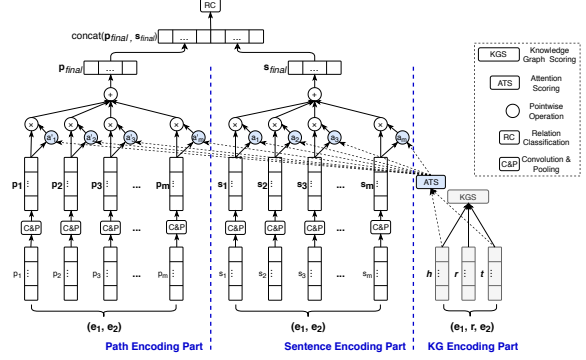 RC
concat(p_final , s_final)
... ...
p_final ... s_final ...
+ +
× × × × × × × ×
a'1 a'2 a'3 a'm a1 a2 a3 am
p1 p2 p3 ... pm s1 s2 s3 ... sm
ATS
KGS
C&P C&P C&P ... C&P C&P C&P C&P ... C&P
p1 p2 p3 ... pm s1 s2 s3 ... sm h r t
(e1, e2) (e1, e2) (e1, r, e2)
Path Encoding Part Sentence Encoding Part KG Encoding Part
KGS Knowledge
Graph Scoring
ATS Attention
Scoring
Pointwise
Operation
RC Relation
Classification
C&P Convolution &
Pooling